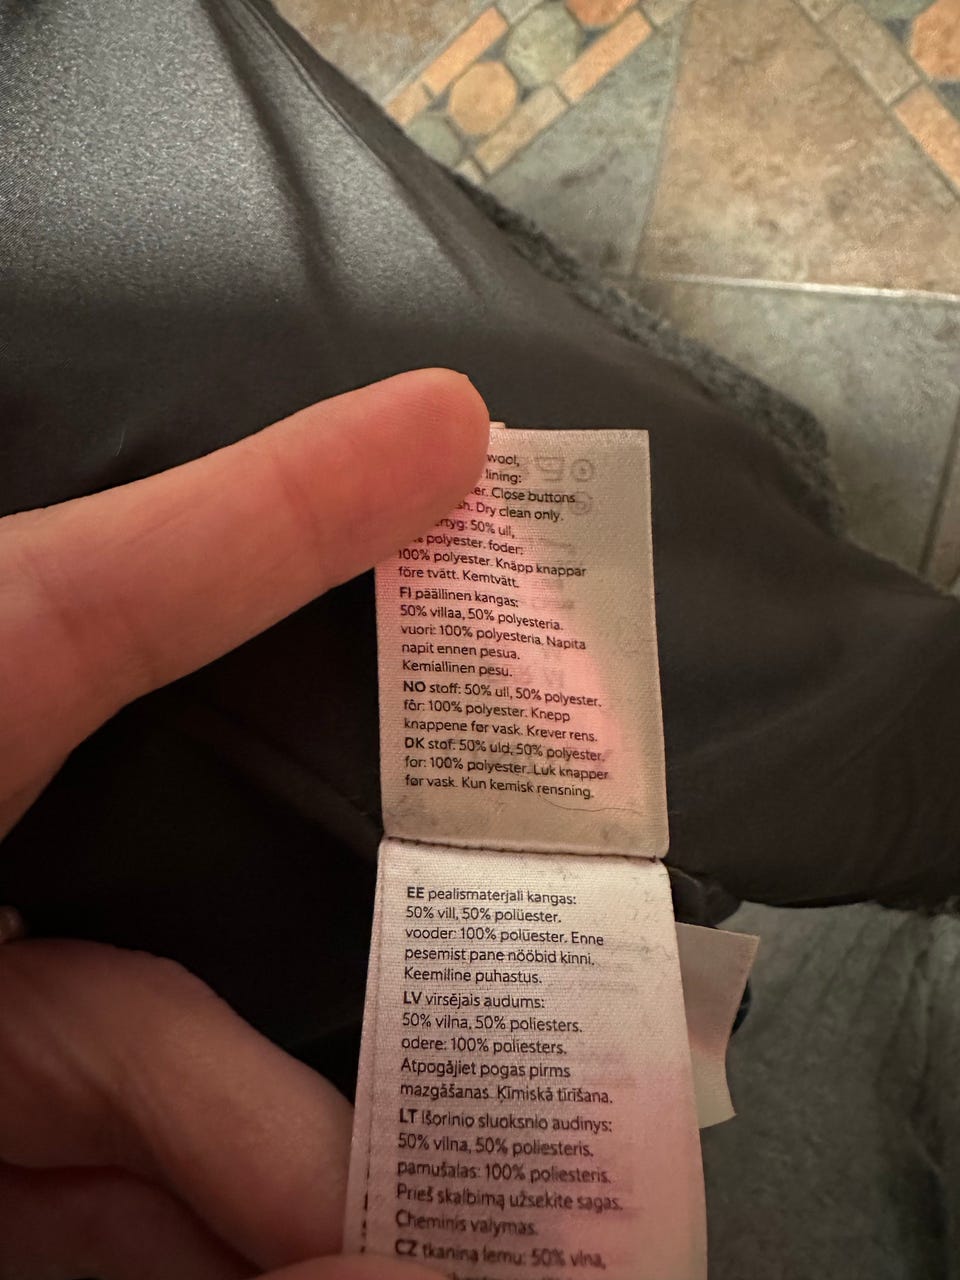 wool,
lining:
Close buttons
Dry clean only.
50% ull,
polyester. foder:
100% polyester. Knäpp knappar
före tvätt. Kemtvätt.
FI päällinen kangas:
50% villaa, 50% polyesteria.
vuori: 100% polyesteria. Napita
napit ennen pesua.
Kemiallinen pesu.
NO stoff: 50% ull, 50% polyester.
fôr: 100% polyester. Knepp
knappene før vask. Krever rens.
DK stof: 50% uld, 50% polyester.
for: 100% polyester. Luk knapper
før vask. Kun kemisk rensning.
EE pealismaterjali kangas:
50% vill, 50% polüester.
vooder: 100% polüester. Enne
pesemist pane nööbid kinni.
Keemiline puhastus.
LV virsējais audums:
50% vilna, 50% poliesters.
odere: 100% poliesters.
Atpogājiet pogas pirms
mazgāšanas. Ķīmiskā tīrīšana.
LT Išorinio sluoksnio audinys:
50% vilna, 50% poliesteris.
pamušalas: 100% poliesteris.
Prieš skalbimą užsekite sagas.
Cheminis valymas.
CZ tkanina lemu: 50% vlna,